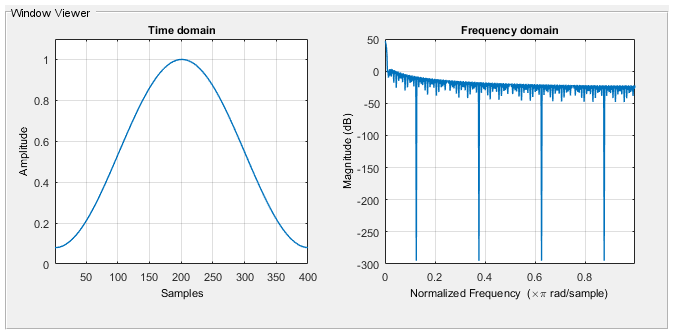 Window Viewer
Time domain
Amplitude
1
0.8
0.6
0.4
0.2
0
50 100 150 200 250 300 350 400
Samples
Frequency domain
Magnitude (dB)
50
0
-50
-100
-150
-200
-250
-300
0 0.2 0.4 0.6 0.8
Normalized Frequency (×π rad/sample)